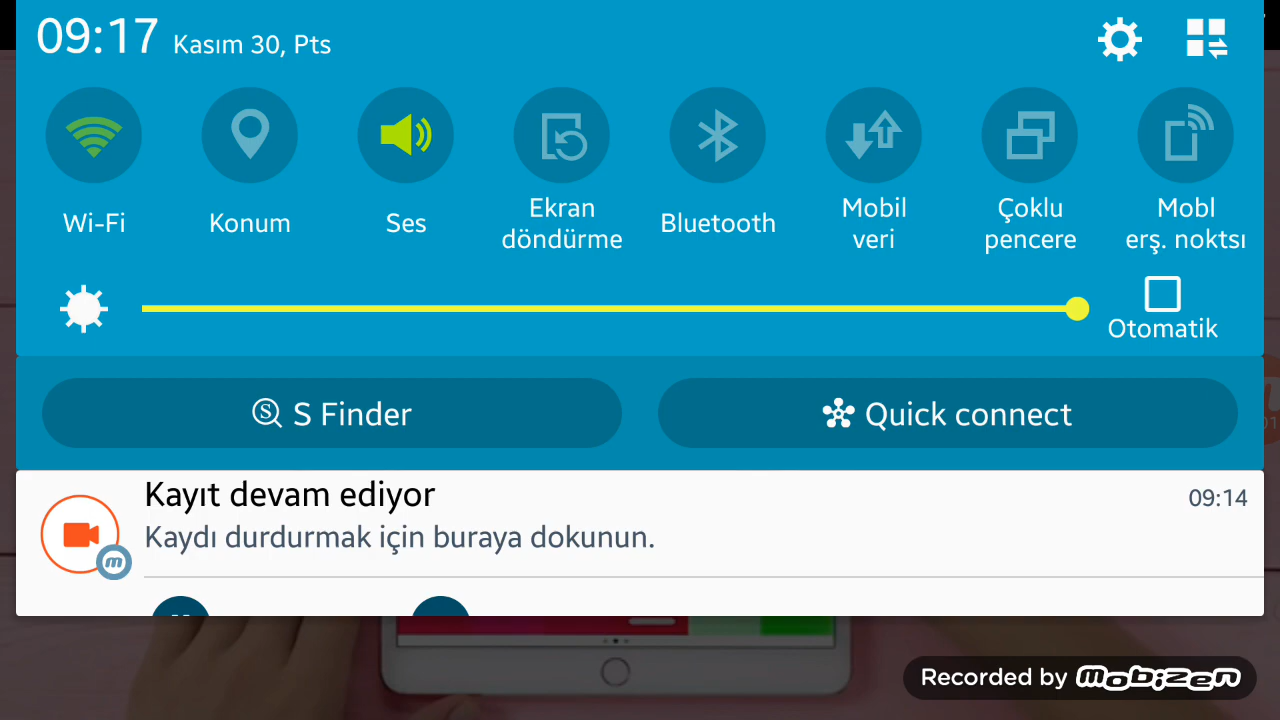 09:17 Kasım 30, Pts
Wi-Fi
Konum
Ses
Ekran
döndürme
Bluetooth
Mobil
veri
Çoklu
pencere
Mobl
erş. noktsı
Otomatik
S Finder
Quick connect
Kayıt devam ediyor 09:14
Kaydı durdurmak için buraya dokunun.
Recorded by mobizen